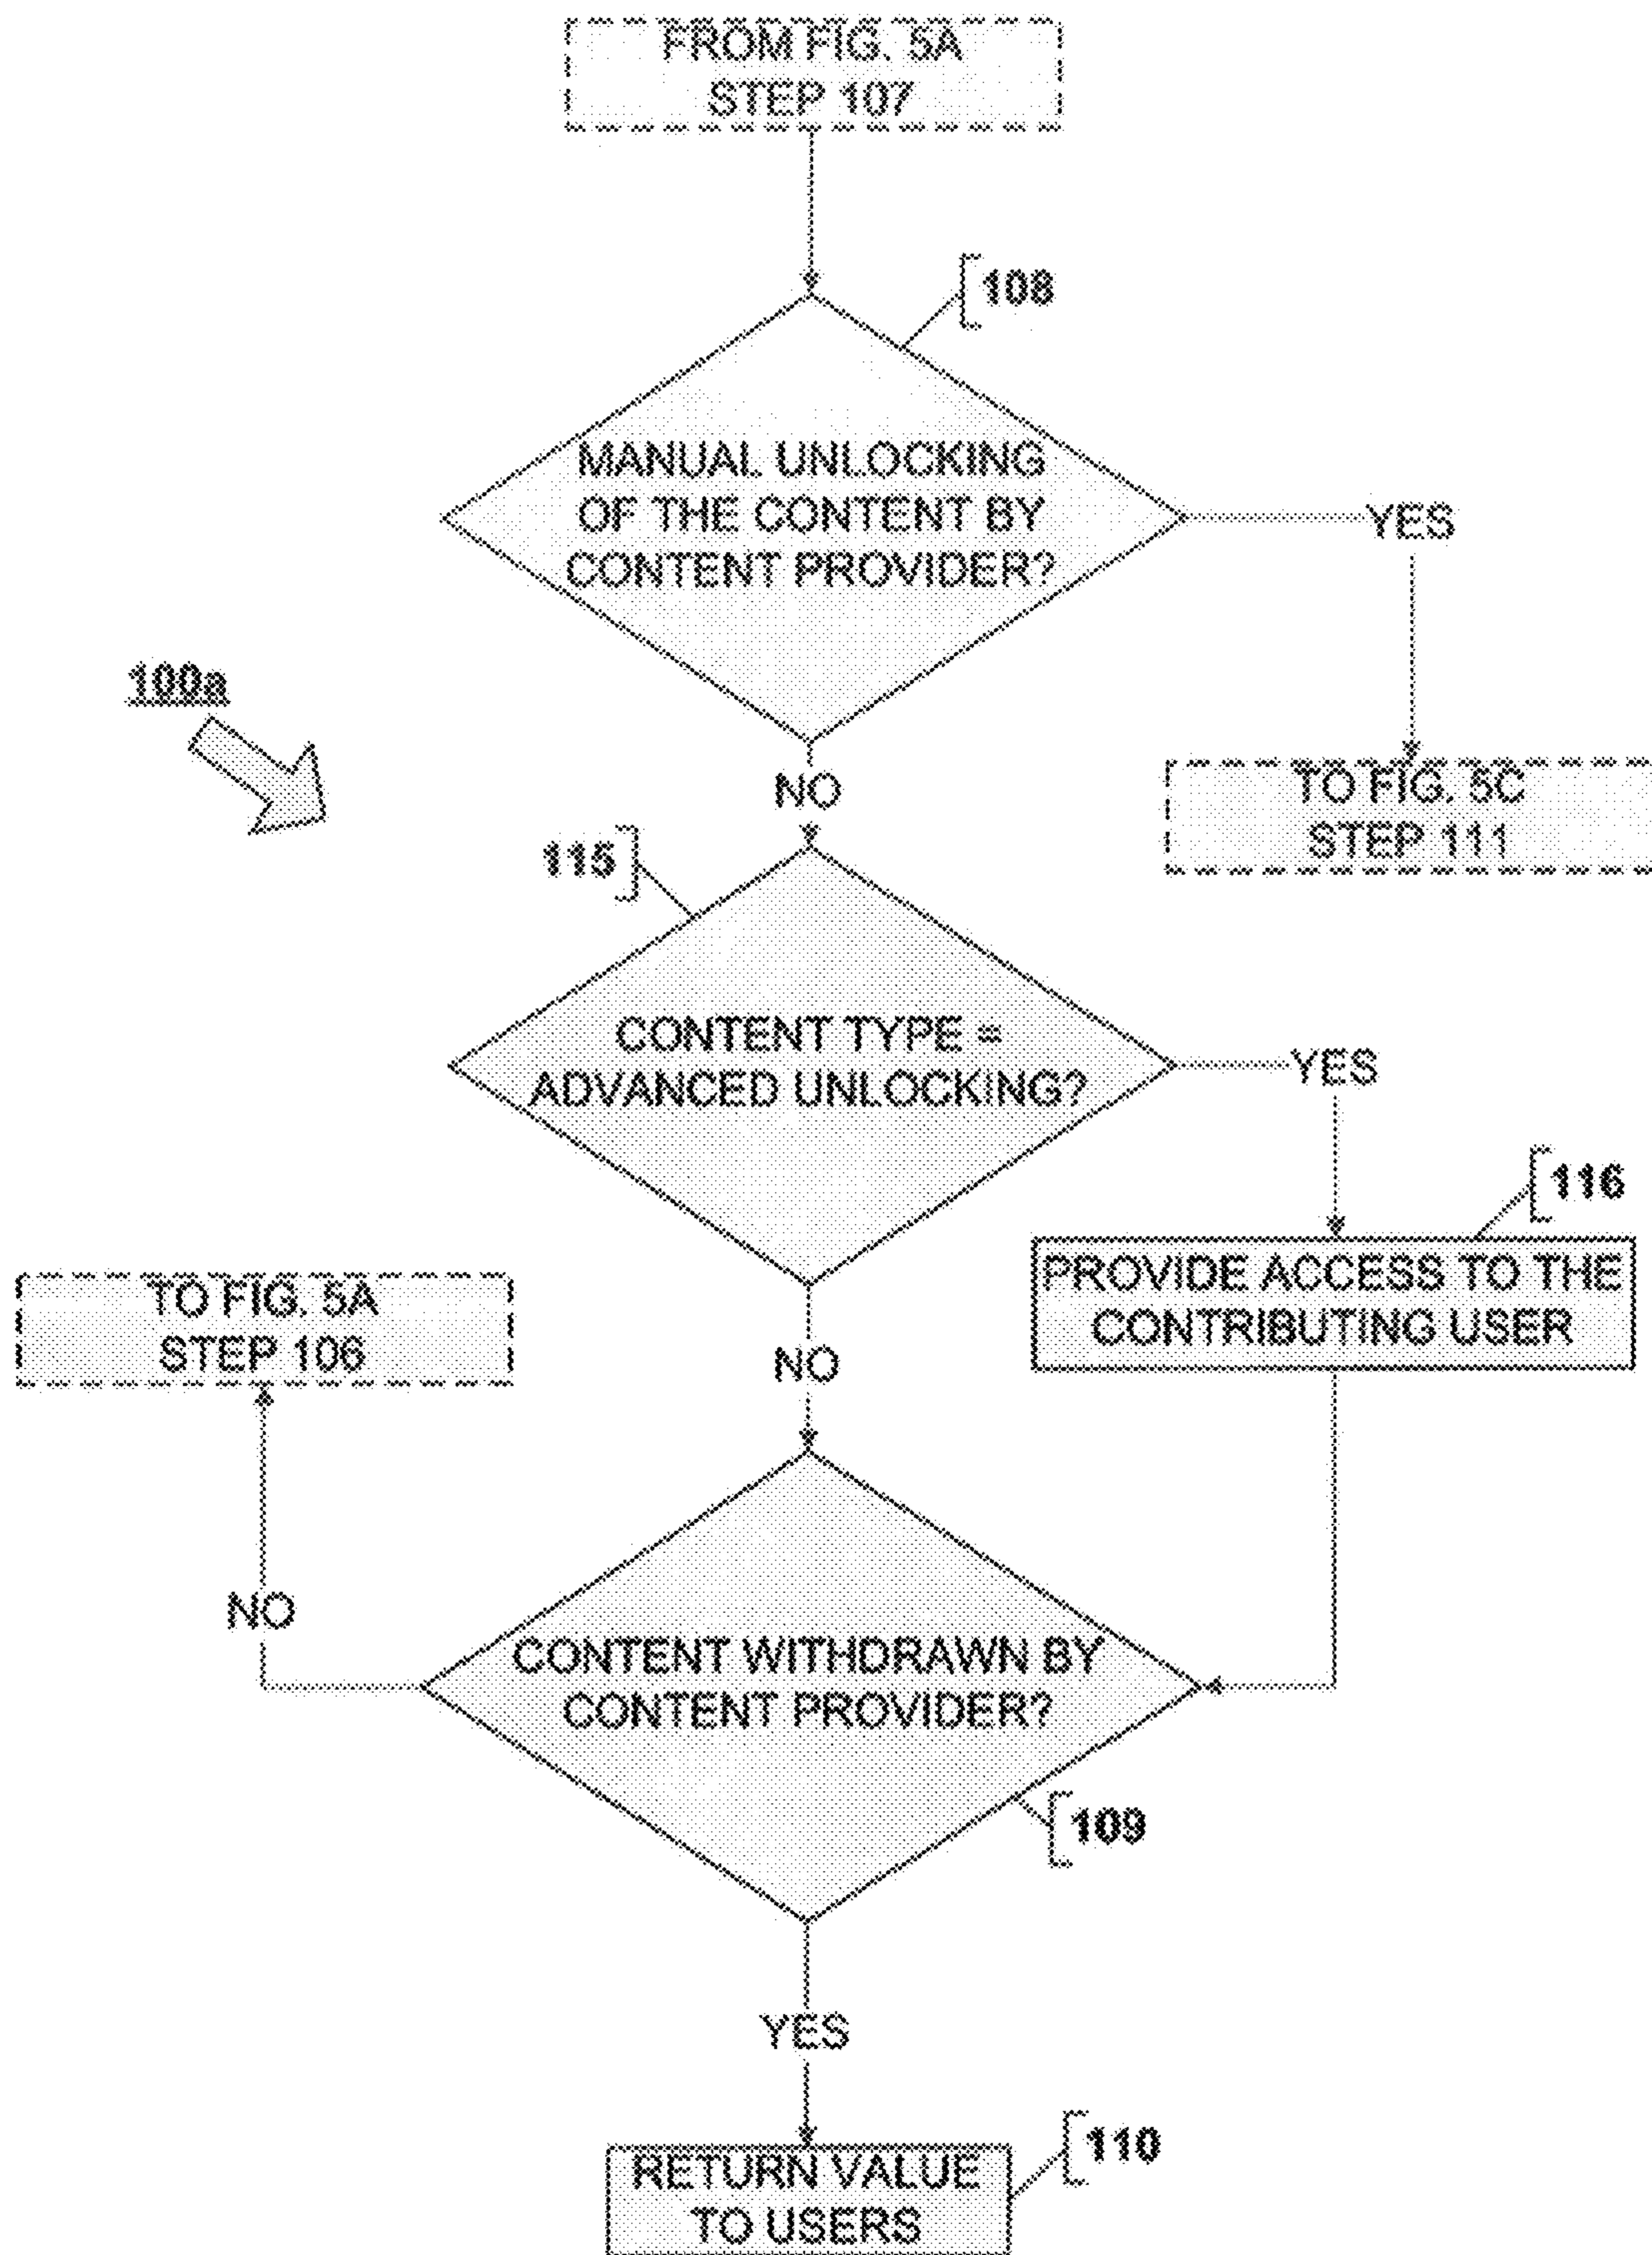 FROM FIG. 5A
STEP 107
108
MANUAL UNLOCKING
OF THE CONTENT BY
CONTENT PROVIDER?
YES
100a
NO
TO FIG. 5C
STEP 111
115
CONTENT TYPE =
ADVANCED UNLOCKING?
YES
116
PROVIDE ACCESS TO THE
CONTRIBUTING USER
TO FIG. 5A
STEP 106
NO
NO
CONTENT WITHDRAWN BY
CONTENT PROVIDER?
109
YES
110
RETURN VALUE
TO USERS